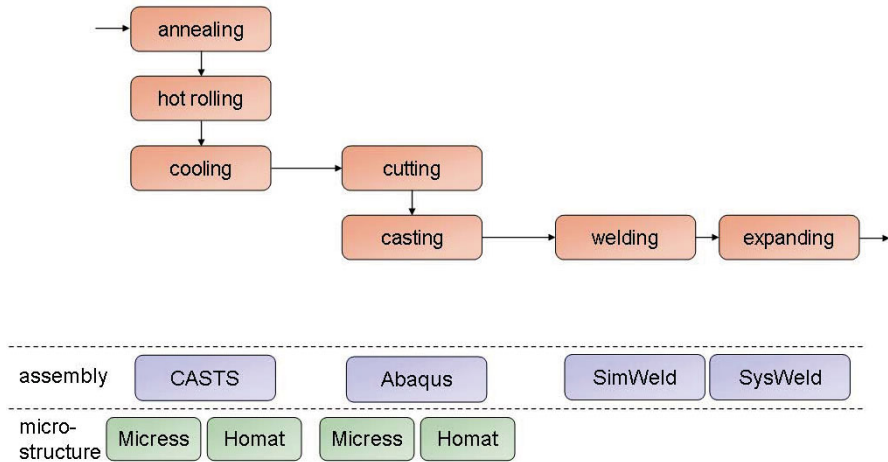 annealing
hot rolling
cooling
cutting
casting
welding
expanding
assembly
CASTS
Abaqus
SimWeld
SysWeld
micro-
structure
Micress
Homat
Micress
Homat